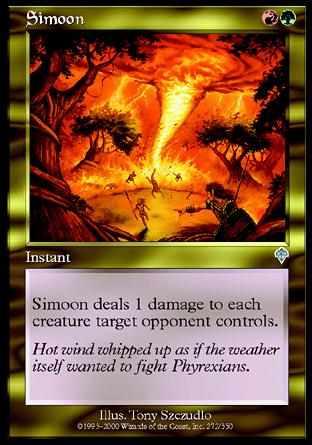 Simoon
Instant
Simoon deals 1 damage to each
creature target opponent controls.
Hot wind whipped up as if the weather
itself wanted to fight Phyrexians.
Illus. Tony Szczudlo
©1993–2000 Wizards of the Coast, Inc. 272/350